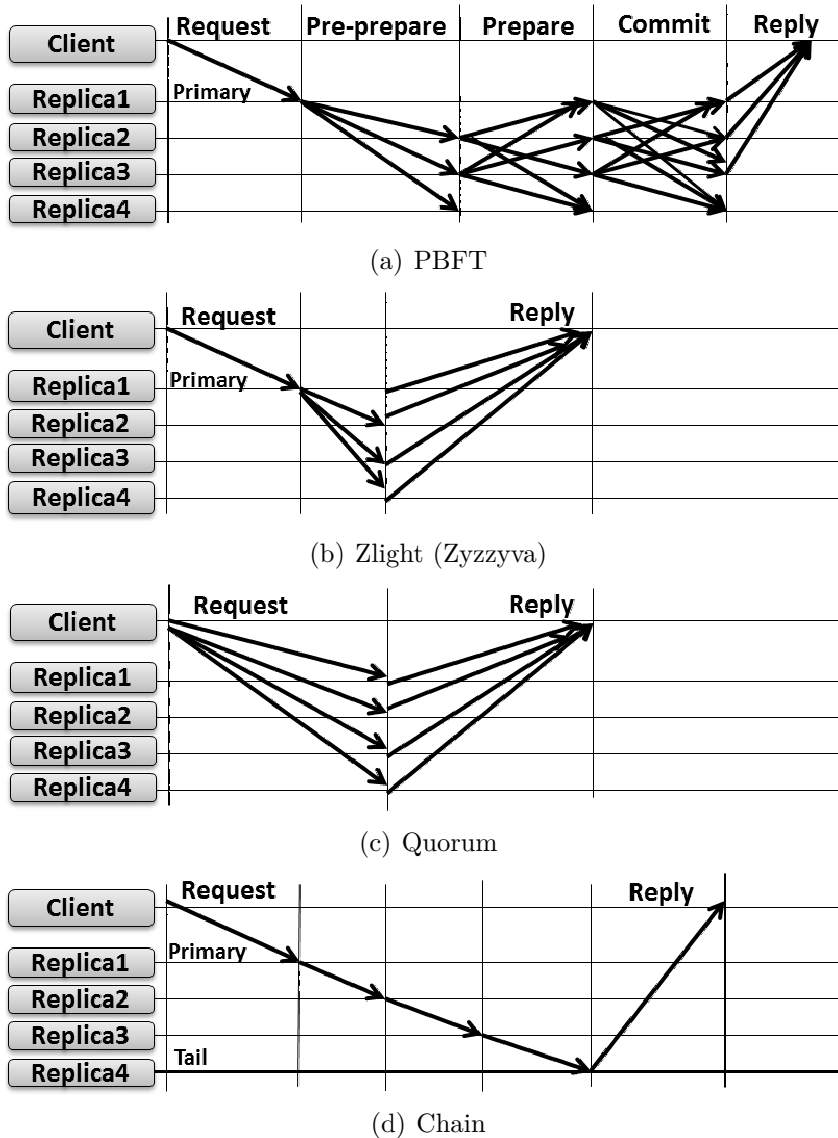 Request Pre-prepare Prepare Commit Reply
Client
Replica1 Primary
Replica2
Replica3
Replica4
(a) PBFT
Request Reply
Client
Replica1 Primary
Replica2
Replica3
Replica4
(b) Zlight (Zyzzyva)
Request Reply
Client
Replica1
Replica2
Replica3
Replica4
(c) Quorum
Request Reply
Client
Primary
Replica1
Replica2
Replica3
Tail
Replica4
(d) Chain